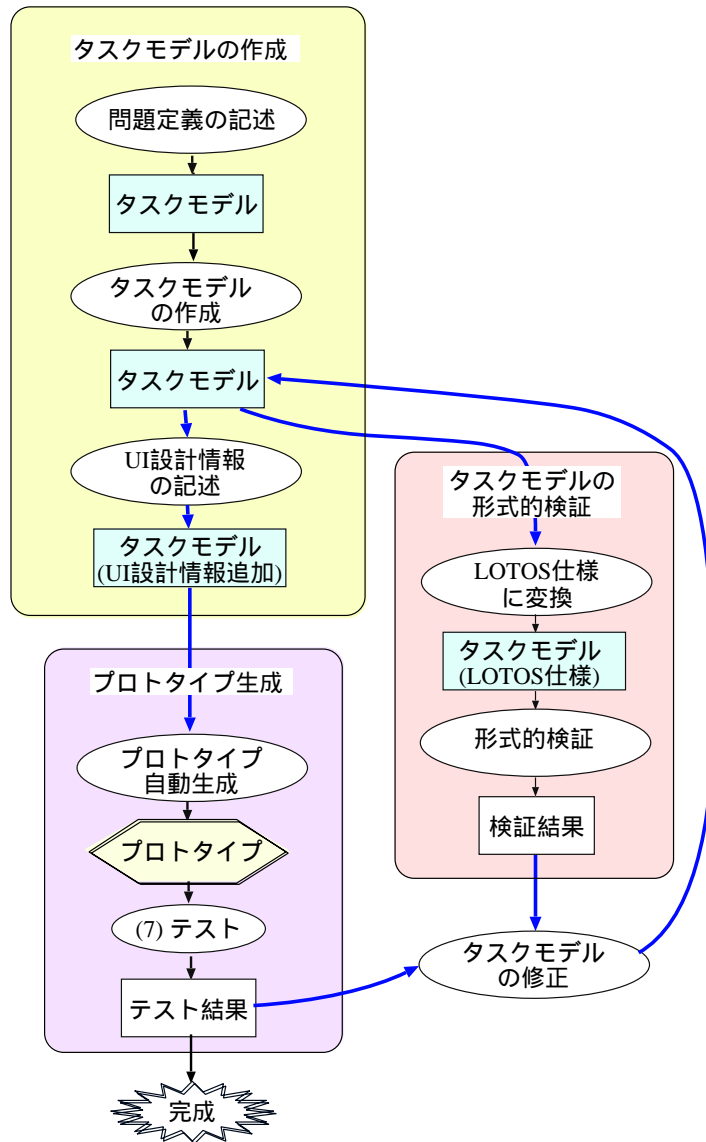 タスクモデルの作成
問題定義の記述
タスクモデル
タスクモデル
の作成
タスクモデル
UI設計情報
の記述
タスクモデル
(UI設計情報追加)
プロトタイプ生成
プロトタイプ
自動生成
プロトタイプ
(7) テスト
テスト結果
完成
タスクモデルの
形式的検証
LOTOS仕様
に変換
タスクモデル
(LOTOS仕様)
形式的検証
検証結果
タスクモデル
の修正